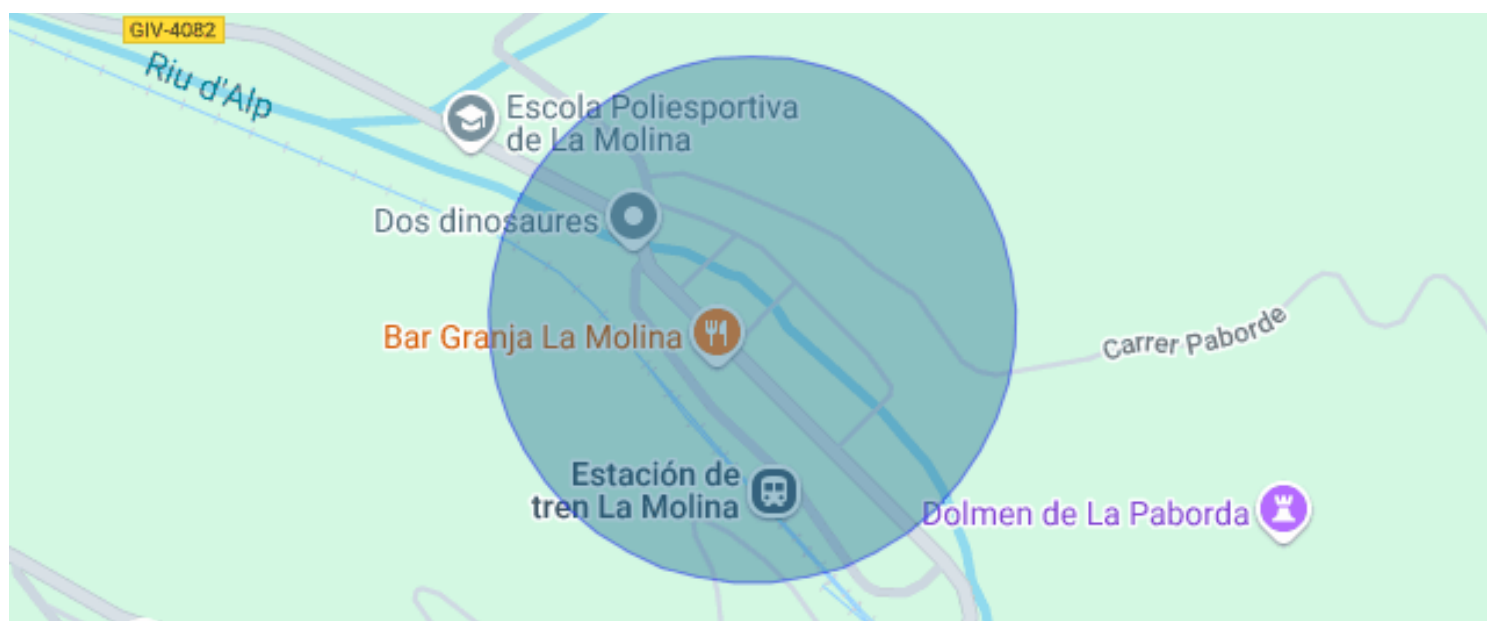 GIV-4082
Riu d'Alp
Escola Poliesportiva
de La Molina
Dos dinosaures
Bar Granja La Molina
Carrer Paborde
Estación de
tren La Molina
Dolmen de La Paborda